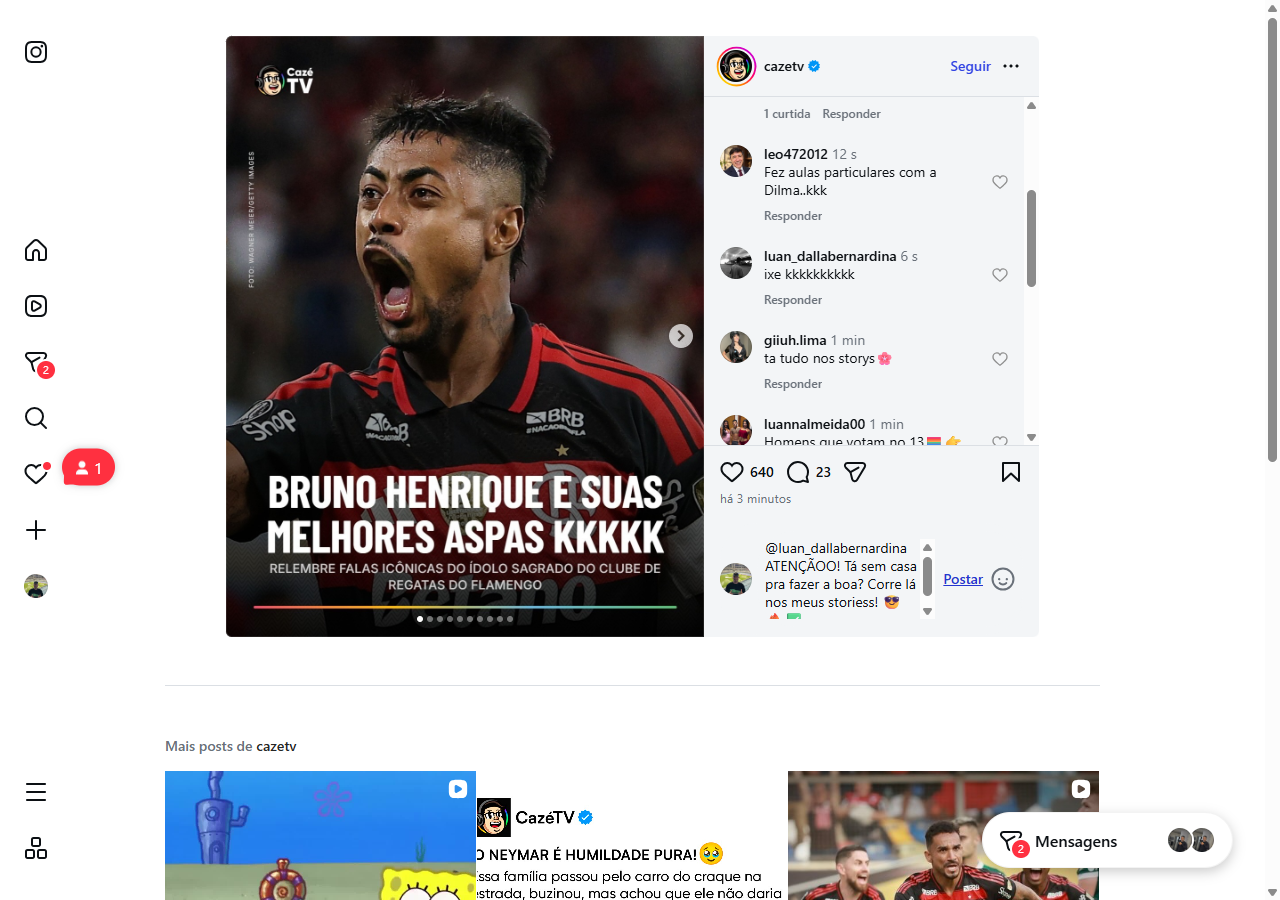 Cazé
TV
FOTO: WAGNER MEIER/GETTY IMAGES
Shop
BRB
BRUNO HENRIQUE E SUAS
MELHORES ASPAS KKKKK
RELEMBRE FALAS ICÔNICAS DO ÍDOLO SAGRADO DO CLUBE DE
REGATAS DO FLAMENGO
betano
cazetv
Seguir
1 curtida Responder
leo472012 12 s
Fez aulas particulares com a
Dilma..kkk
Responder
luan_dallabernardina 6 s
ixe kkkkkkkkkk
Responder
giiuh.lima 1 min
ta tudo nos storys🌸
Responder
luannalmeida00 1 min
Homens que votam no 13
640 23
há 3 minutos
@luan_dallabernardina
ATENÇÃOO! Tá sem casa
pra fazer a boa? Corre lá
nos meus storiess! 😎
Postar
2
1
Mais posts de cazetv
CazéTV
O NEYMAR É HUMILDADE PURA!🥹
Essa família passou pelo carro do craque na
estrada, buzinou, mas achou que ele não daria
2
Mensagens